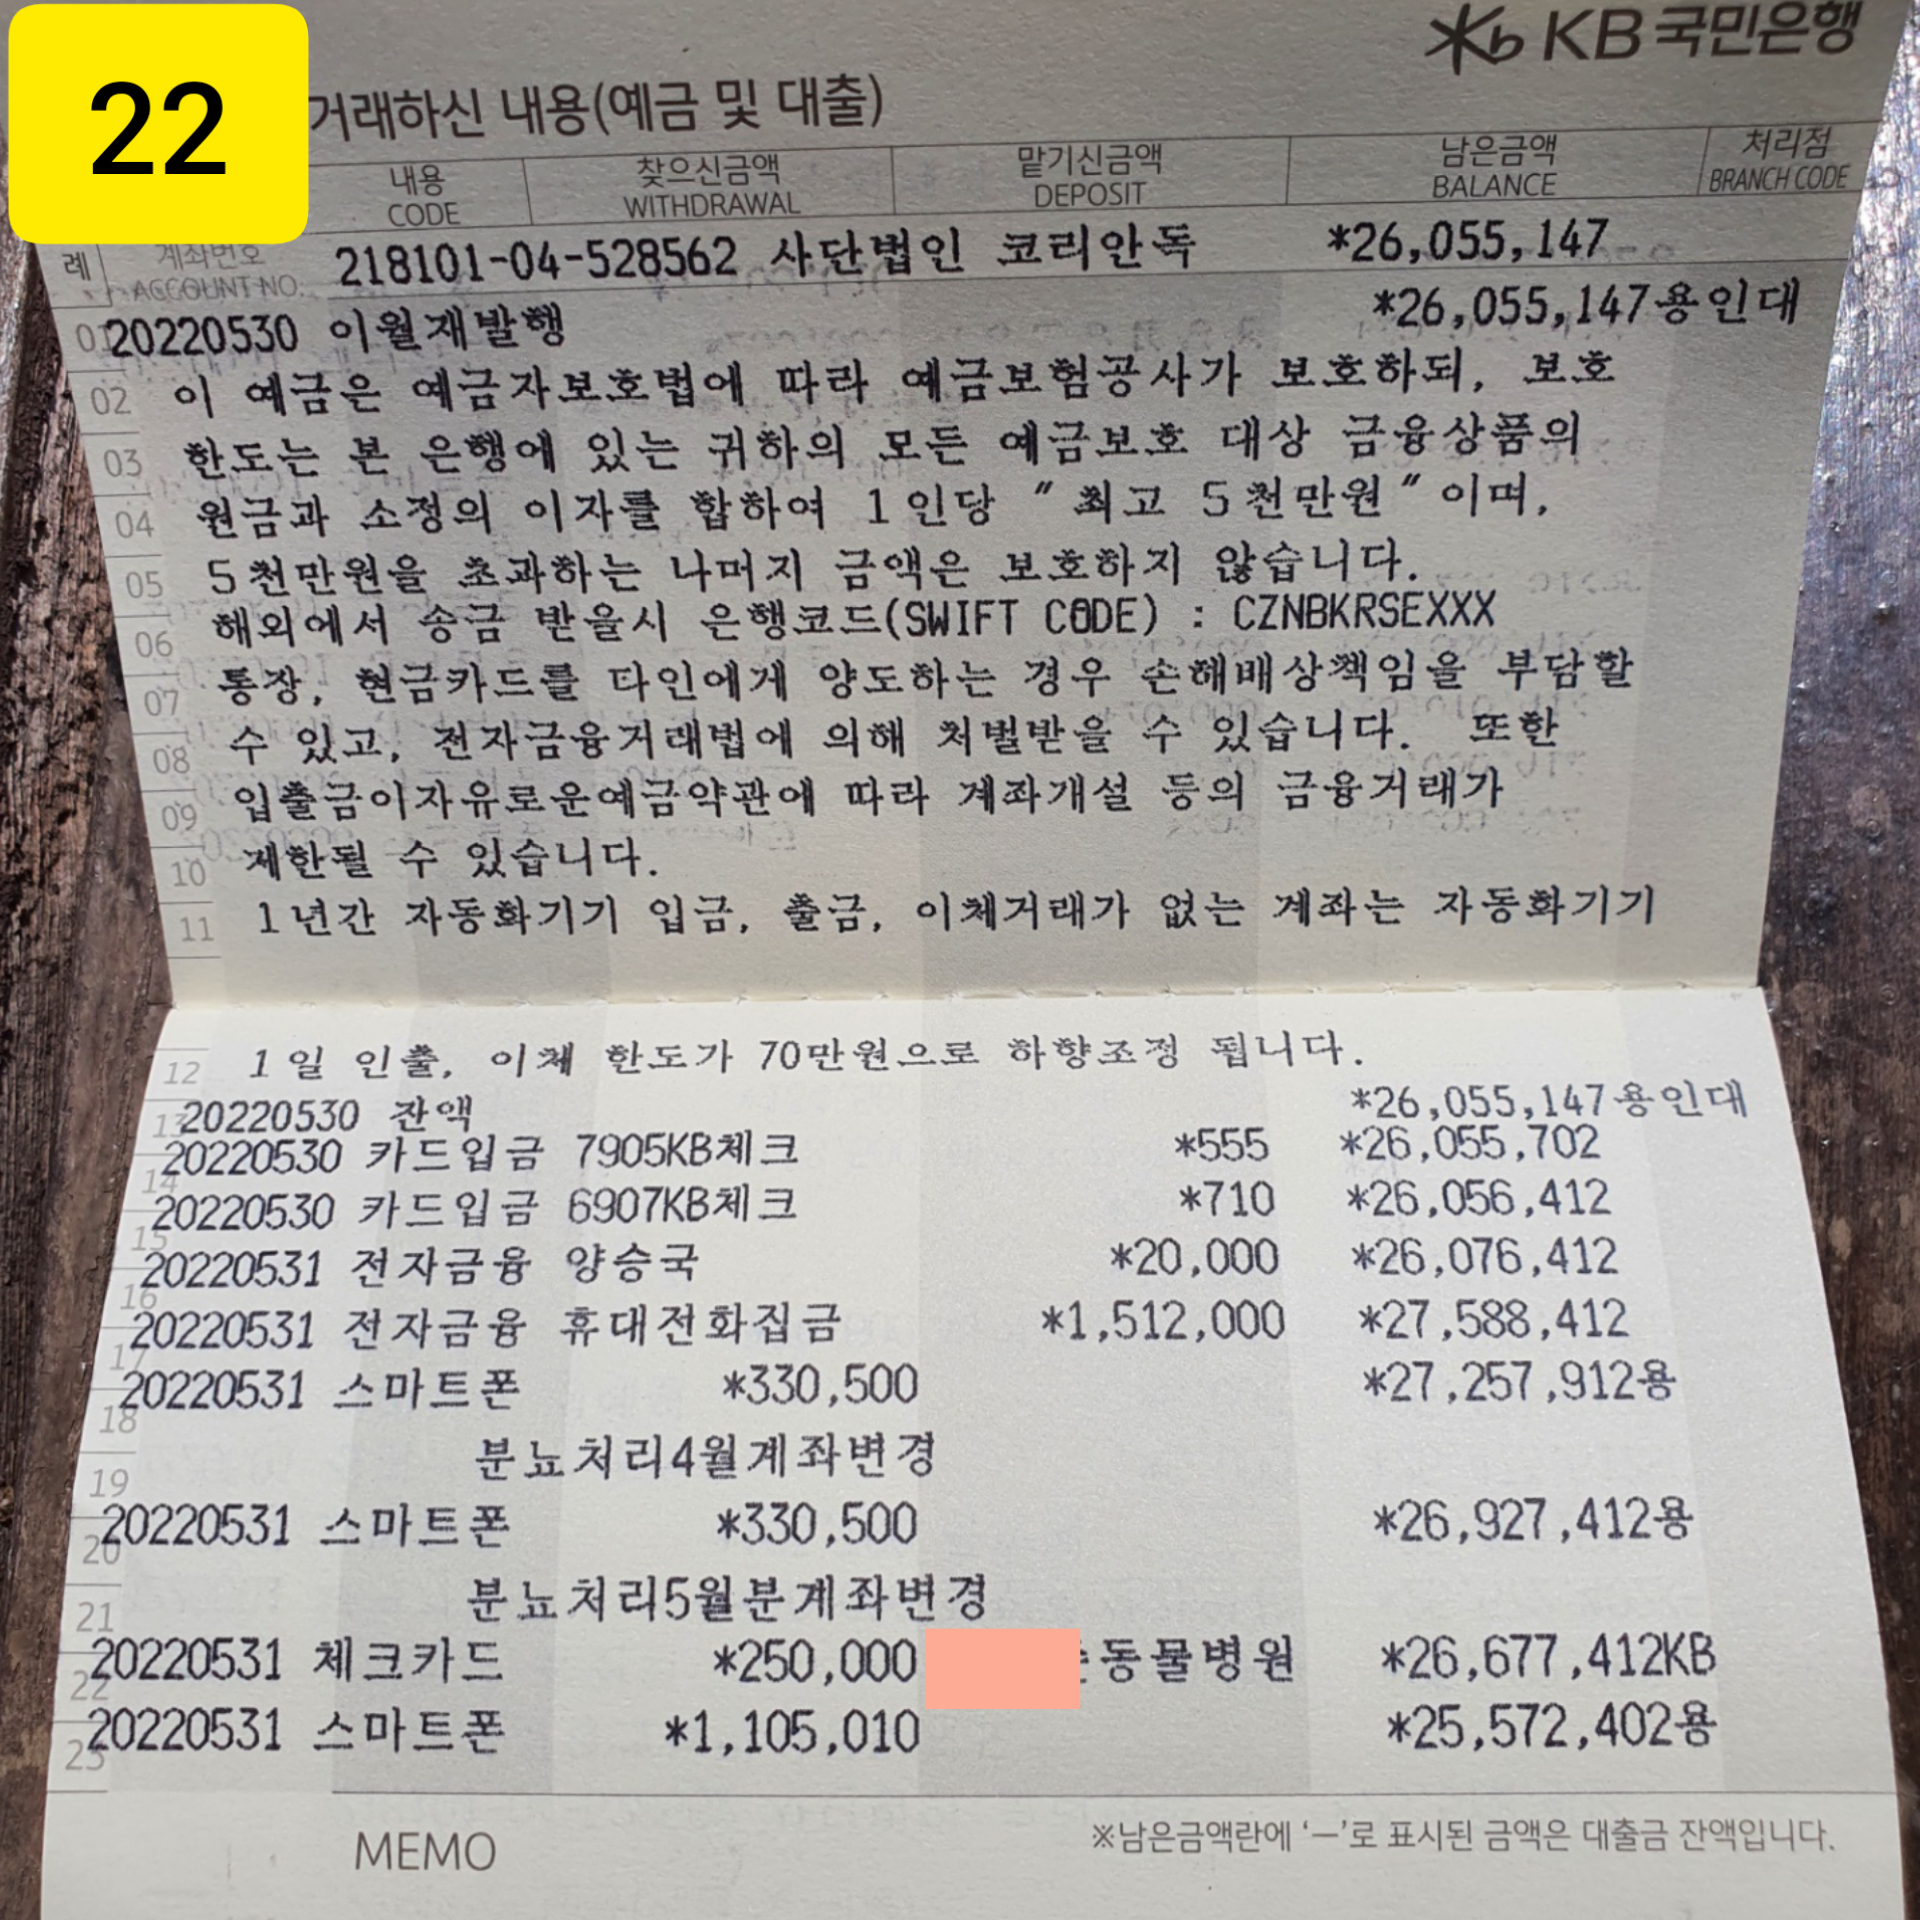 22
KB 국민은행
거래하신 내용(예금 및 대출)
내용 찾으신금액 맡기신금액 남은금액 처리점
CODE WITHDRAWAL DEPOSIT BALANCE BRANCH CODE
례 계좌번호 218101-04-528562 사단법인 코리안독 *26,055,147
ACCOUNT NO.
01 20220530 이월재발행 *26,055,147용인대
02 이 예금은 예금자보호법에 따라 예금보험공사가 보호하되, 보호
03 한도는 본 은행에 있는 귀하의 모든 예금보호 대상 금융상품의
04 원금과 소정의 이자를 합하여 1인당 "최고 5천만원"이며,
05 5천만원을 초과하는 나머지 금액은 보호하지 않습니다.
06 해외에서 송금 받을시 은행코드(SWIFT CODE) : CZNBKRSEXXX
07 통장, 현금카드를 타인에게 양도하는 경우 손해배상책임을 부담할
08 수 있고, 전자금융거래법에 의해 처벌받을 수 있습니다. 또한
09 입출금이자유로운예금약관에 따라 계좌개설 등의 금융거래가
10 제한될 수 있습니다.
11 1년간 자동화기기 입금, 출금, 이체거래가 없는 계좌는 자동화기기
12 1일 인출, 이체 한도가 70만원으로 하향조정 됩니다.
13 20220530 잔액 *26,055,147용인대
14 20220530 카드입금 7905KB체크 *555 *26,055,702
15 20220530 카드입금 6907KB체크 *710 *26,056,412
16 20220531 전자금융 양승국 *20,000 *26,076,412
17 20220531 전자금융 휴대전화집금 *1,512,000 *27,588,412
18 20220531 스마트폰 *330,500 *27,257,912용
19 분뇨처리4월계좌변경
20 20220531 스마트폰 *330,500 *26,927,412용
21 분뇨처리5월분계좌변경
22 20220531 체크카드 *250,000 동물병원 *26,677,412KB
23 20220531 스마트폰 *1,105,010 *25,572,402용
MEMO
※남은금액란에 '—'로 표시된 금액은 대출금 잔액입니다.